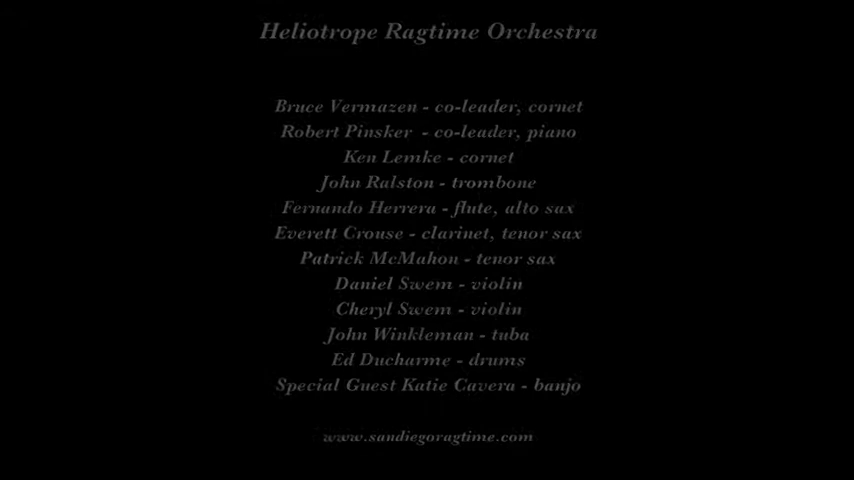 Heliotrope Ragtime Orchestra
Bruce Vermazen - co-leader, cornet
Robert Pinsker - co-leader, piano
Ken Lemke - cornet
John Ralston - trombone
Fernando Herrera - flute, alto sax
Everett Crouse - clarinet, tenor sax
Patrick McMahon - tenor sax
Daniel Swem - violin
Cheryl Swem - violin
John Winkleman - tuba
Ed Ducharme - drums
Special Guest Katie Cavera - banjo
www.sandiegoragtime.com